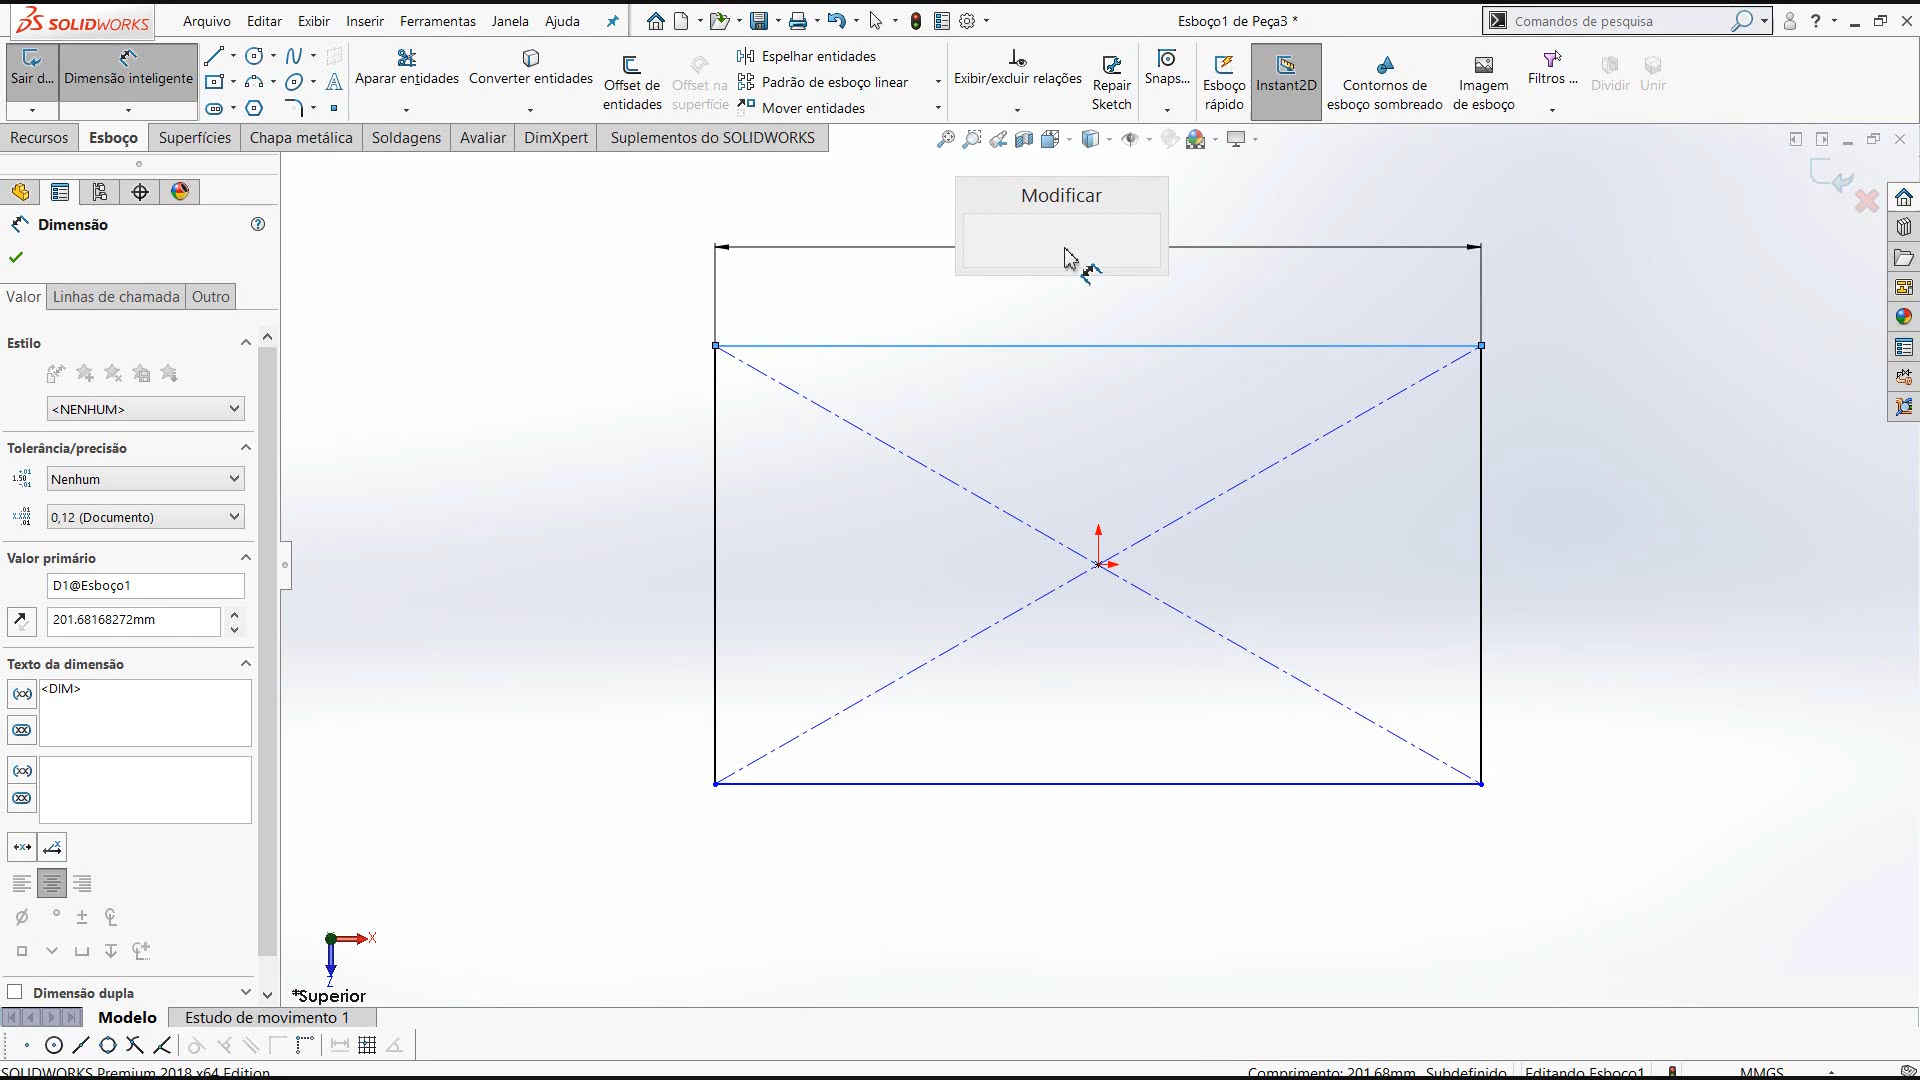 SOLIDWORKS
Arquivo Editar Exibir Inserir Ferramentas Janela Ajuda
Esboço1 de Peça3 *
Comandos de pesquisa
Sair d...
Dimensão inteligente
Aparar entidades
Converter entidades
Offset de entidades
Offset na superfície
Espelhar entidades
Padrão de esboço linear
Mover entidades
Exibir/excluir relações
Repair Sketch
Snaps...
Esboço rápido
Instant2D
Contornos de esboço sombreado
Imagem de esboço
Filtros ...
Dividir
Unir
Recursos Esboço Superfícies Chapa metálica Soldagens Avaliar DimXpert Suplementos do SOLIDWORKS
Modificar
Dimensão
Valor Linhas de chamada Outro
Estilo
<NENHUM>
Tolerância/precisão
Nenhum
0,12 (Documento)
Valor primário
D1@Esboço1
201.68168272mm
Texto da dimensão
<DIM>
Dimensão dupla
X
Z
*Superior
Modelo Estudo de movimento 1
SOLIDWORKS Premium 2018 x64 Edition
Comprimento: 201.68mm Subdefinido Editando Esboço1 MMGS